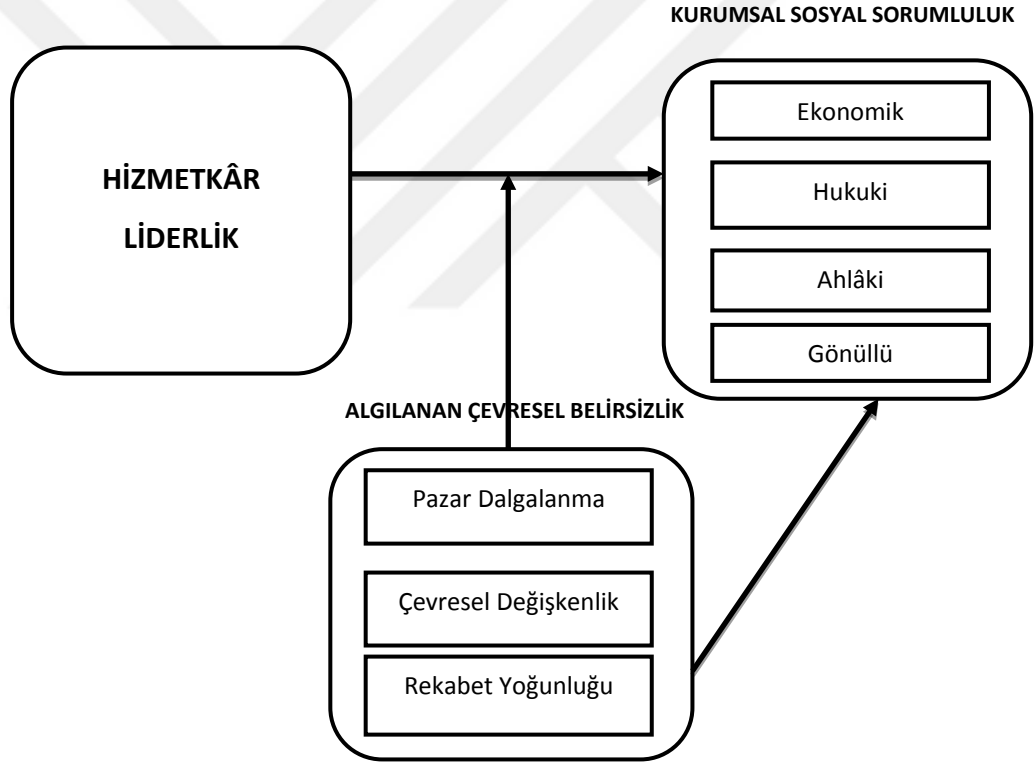 KURUMSAL SOSYAL SORUMLULUK
HİZMETKÂR
LİDERLİK
Ekonomik
Hukuki
Ahlâki
Gönüllü
ALGILANAN ÇEVRESEL BELİRSİZLİK
Pazar Dalgalanma
Çevresel Değişkenlik
Rekabet Yoğunluğu